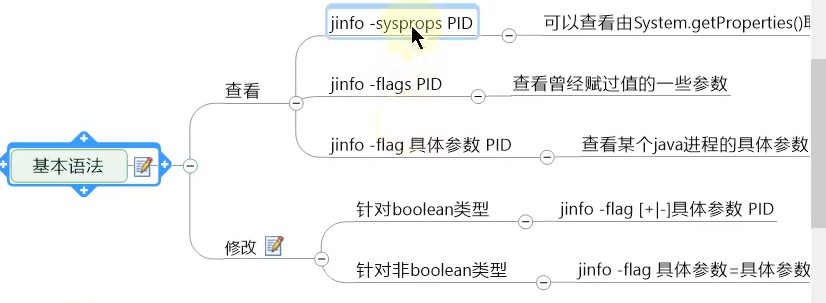 基本语法
查看
jinfo -sysprops PID
可以查看由System.getProperties()取
jinfo -flags PID
查看曾经赋过值的一些参数
jinfo -flag 具体参数 PID
查看某个java进程的具体参数
修改
针对boolean类型
jinfo -flag [+|-]具体参数 PID
针对非boolean类型
jinfo -flag 具体参数=具体参数